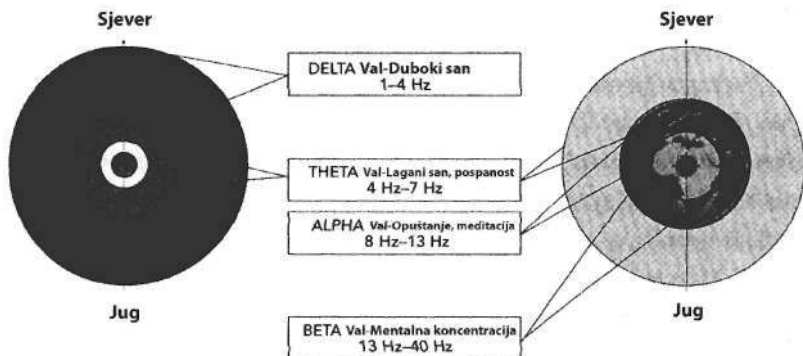 Sjever
Sjever
DELTA Val-Duboki san
1–4 Hz
THETA Val-Lagani san, pospanost
4 Hz–7 Hz
ALPHA Val-Opuštanje, meditacija
8 Hz–13 Hz
Jug
Jug
BETA Val-Mentalna koncentracija
13 Hz–40 Hz